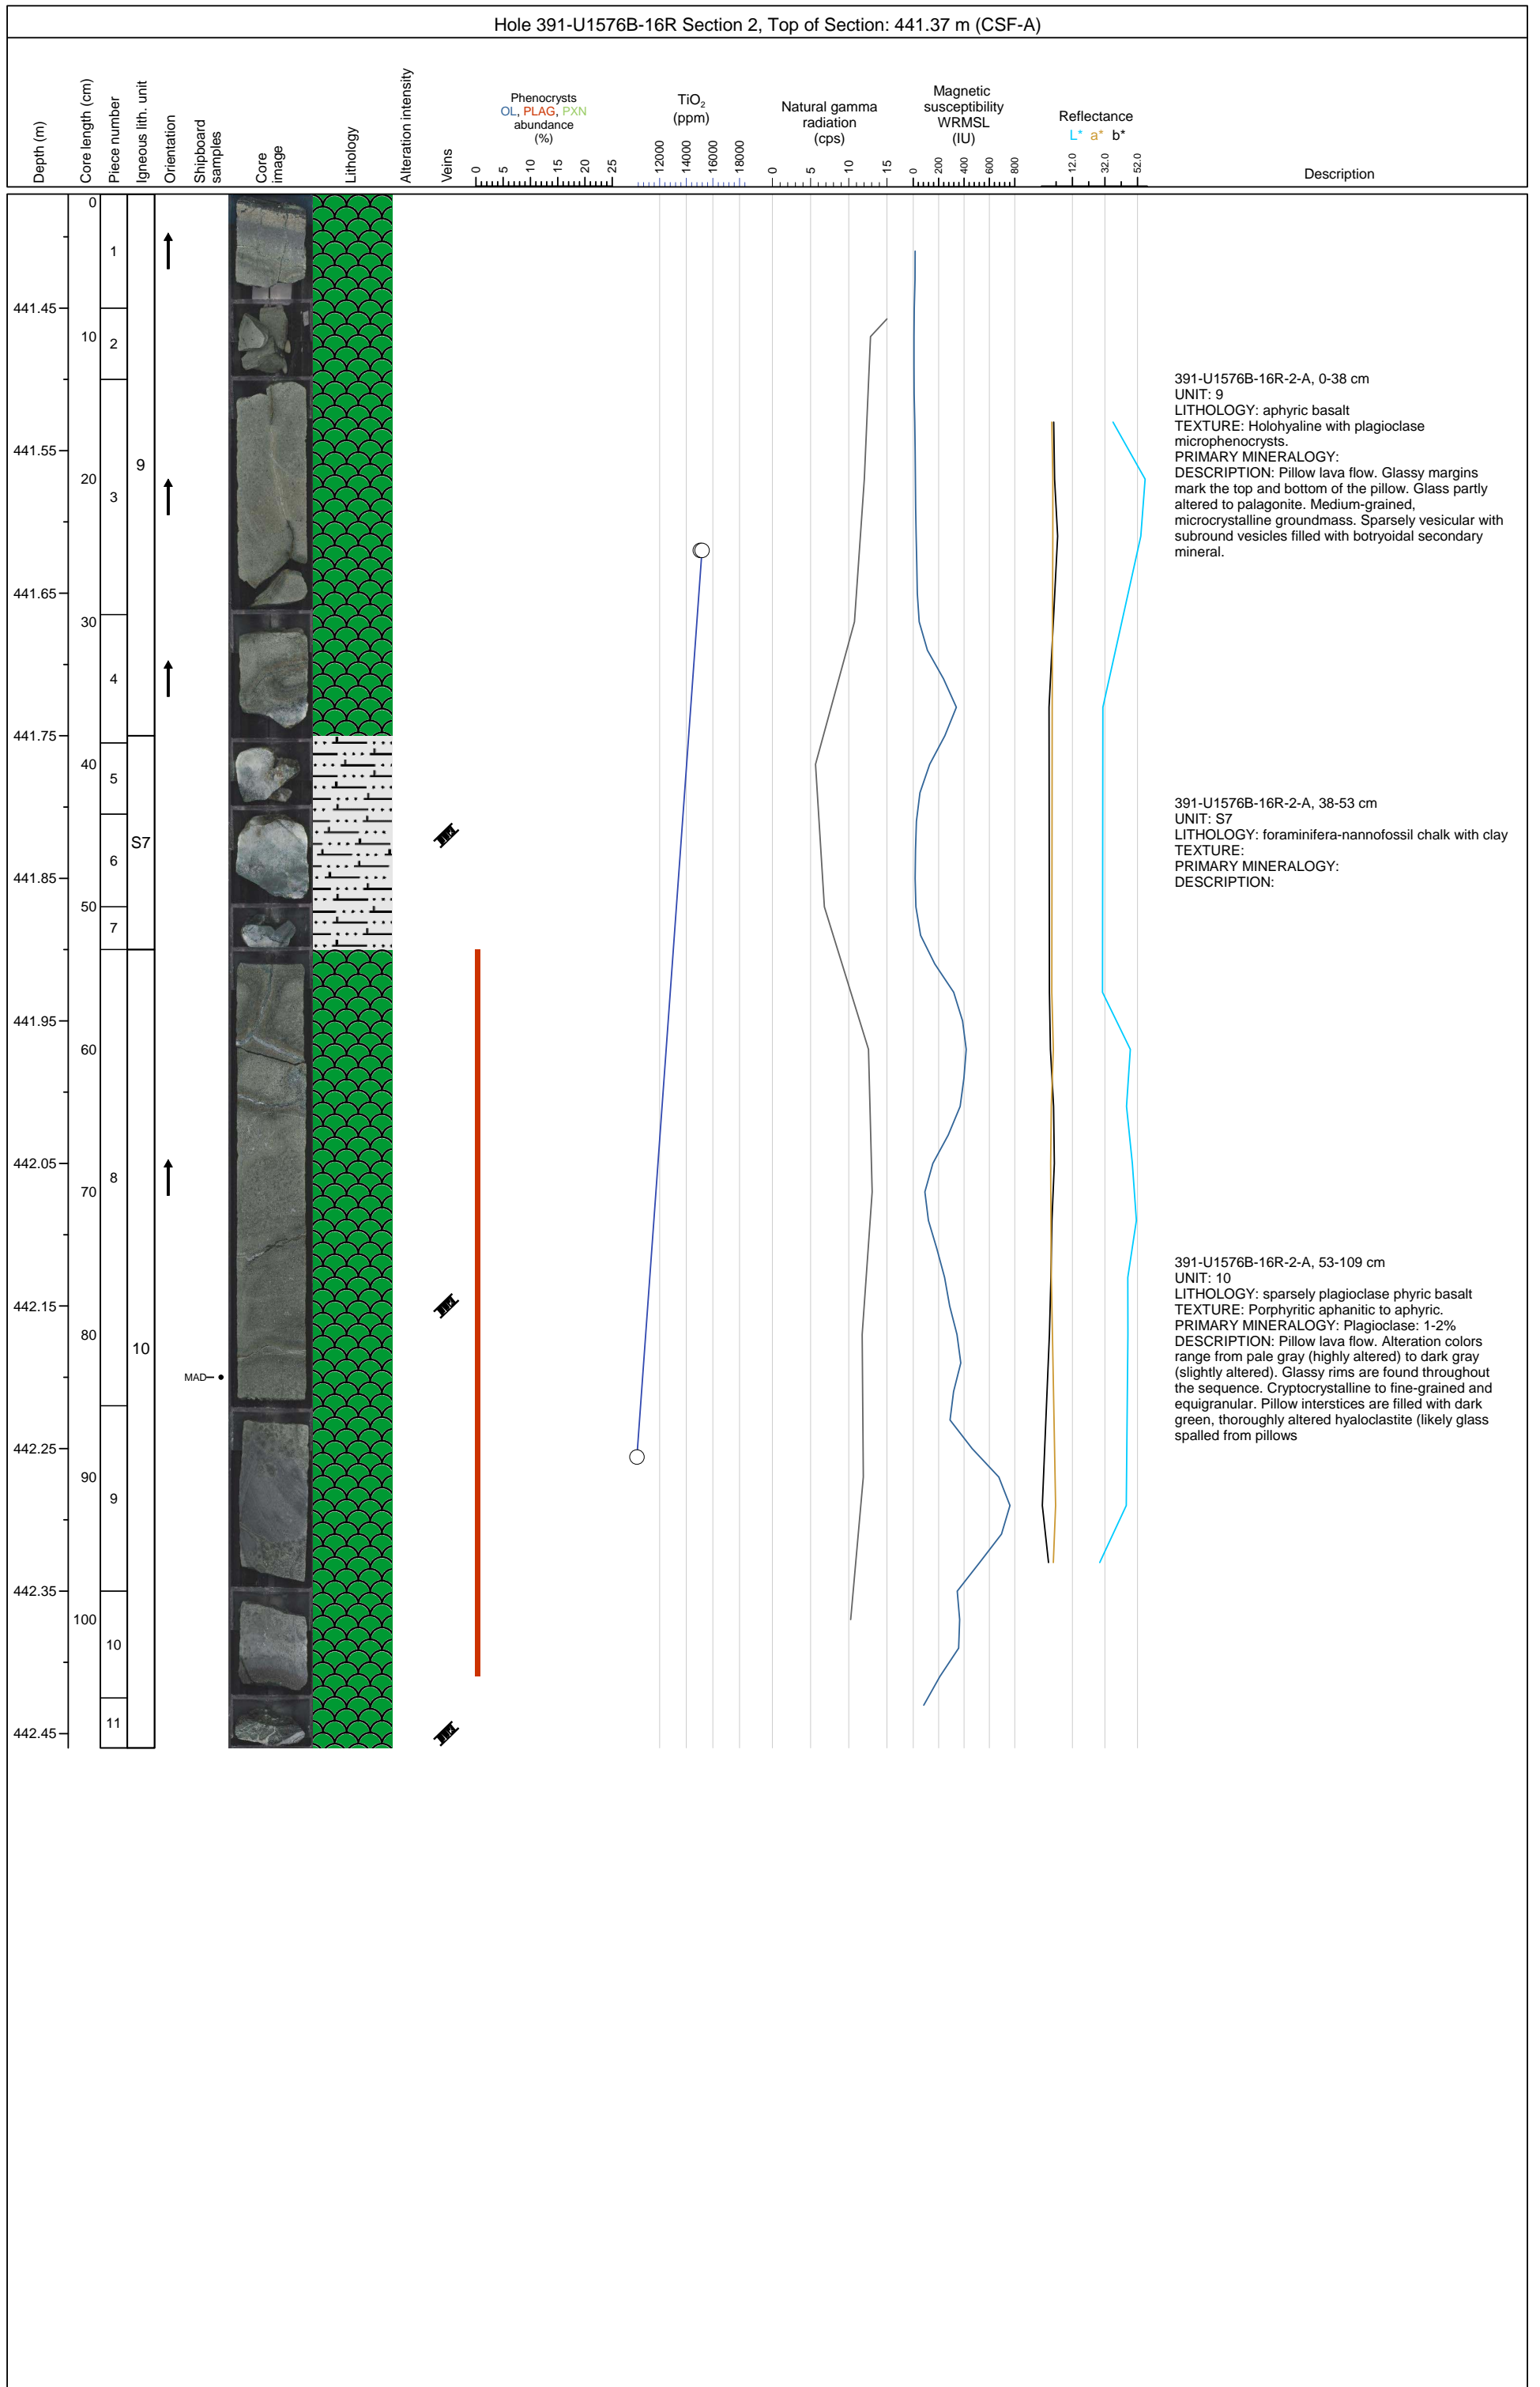 Hole 391-U1576B-16R Section 2, Top of Section: 441.37 m (CSF-A)
Depth (m)
Core length (cm)
Piece number
Igneous lith. unit
Orientation
Shipboard
samples
Core
image
Lithology
Alteration intensity
Veins
Phenocrysts
OL, PLAG, PXN
abundance
(%)
0 5 10 15 20 25
TiO₂
(ppm)
12000 14000 16000 18000
Natural gamma
radiation
(cps)
0 5 10 15
Magnetic
susceptibility
WRMSL
(IU)
0 200 400 600 800
Reflectance
L* a* b*
12.0 32.0 52.0
Description
0
1
441.45
10
2
441.55
20
9
3
441.65
30
4
441.75
40
5
S7
6
441.85
50
7
441.95
60
442.05
70
8
442.15
80
10
MAD
442.25
90
9
442.35
100
10
11
442.45
391-U1576B-16R-2-A, 0-38 cm
UNIT: 9
LITHOLOGY: aphyric basalt
TEXTURE: Holohyaline with plagioclase
microphenocrysts.
PRIMARY MINERALOGY:
DESCRIPTION: Pillow lava flow. Glassy margins
mark the top and bottom of the pillow. Glass partly
altered to palagonite. Medium-grained,
microcrystalline groundmass. Sparsely vesicular with
subround vesicles filled with botryoidal secondary
mineral.
391-U1576B-16R-2-A, 38-53 cm
UNIT: S7
LITHOLOGY: foraminifera-nannofossil chalk with clay
TEXTURE:
PRIMARY MINERALOGY:
DESCRIPTION:
391-U1576B-16R-2-A, 53-109 cm
UNIT: 10
LITHOLOGY: sparsely plagioclase phyric basalt
TEXTURE: Porphyritic aphanitic to aphyric.
PRIMARY MINERALOGY: Plagioclase: 1-2%
DESCRIPTION: Pillow lava flow. Alteration colors
range from pale gray (highly altered) to dark gray
(slightly altered). Glassy rims are found throughout
the sequence. Cryptocrystalline to fine-grained and
equigranular. Pillow interstices are filled with dark
green, thoroughly altered hyaloclastite (likely glass
spalled from pillows